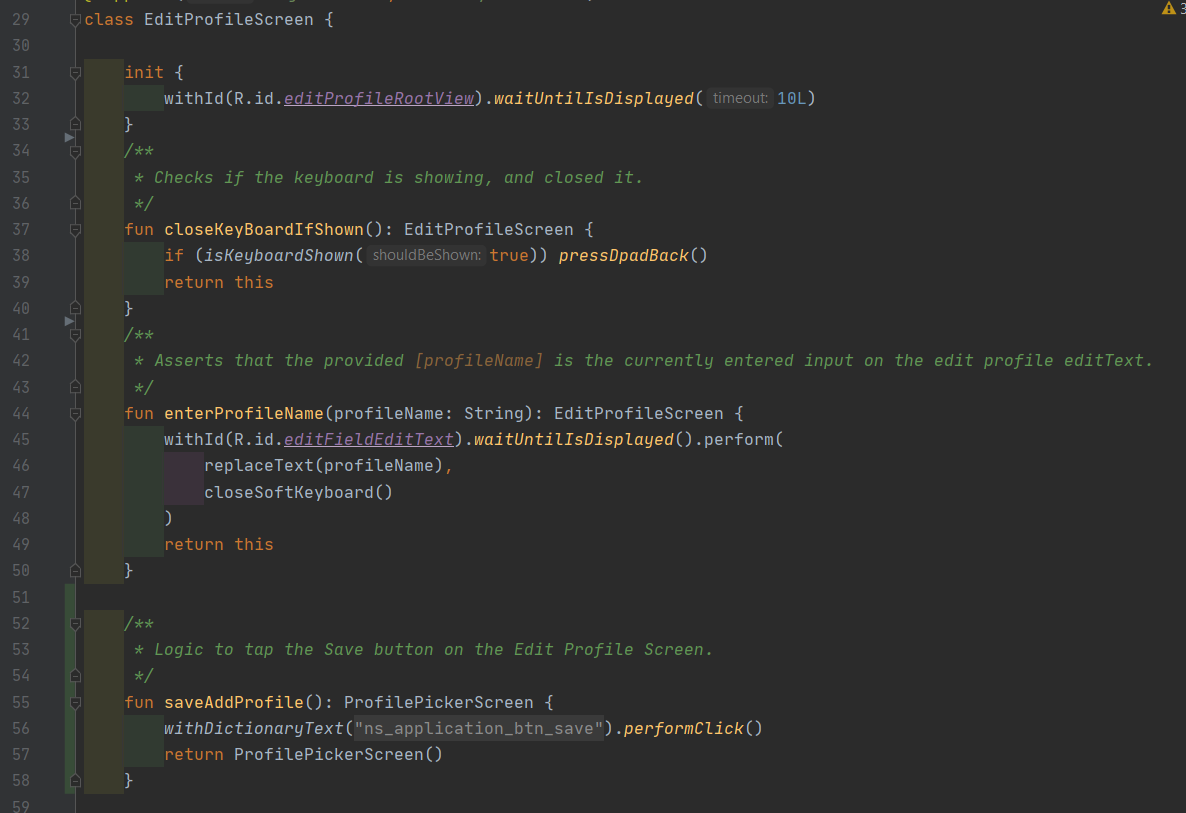 29 class EditProfileScreen {
3
30
31 init {
32 withId(R.id.editProfileRootView).waitUntilIsDisplayed( timeout: 10L)
33 }
34 /**
35 * Checks if the keyboard is showing, and closed it.
36 */
37 fun closeKeyBoardIfShown(): EditProfileScreen {
38 if (isKeyboardShown( shouldBeShown: true)) pressDpadBack()
39 return this
40 }
41 /**
42 * Asserts that the provided [profileName] is the currently entered input on the edit profile editText.
43 */
44 fun enterProfileName(profileName: String): EditProfileScreen {
45 withId(R.id.editFieldEditText).waitUntilIsDisplayed().perform(
46 replaceText(profileName),
47 closeSoftKeyboard()
48 )
49 return this
50 }
51
52 /**
53 * Logic to tap the Save button on the Edit Profile Screen.
54 */
55 fun saveAddProfile(): ProfilePickerScreen {
56 withDictionaryText("ns_application_btn_save").performClick()
57 return ProfilePickerScreen()
58 }
59